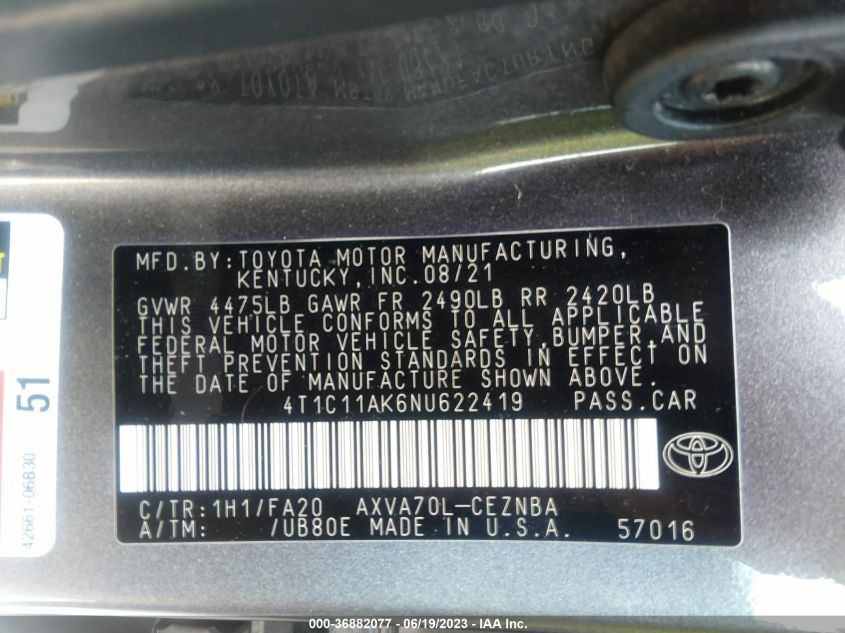 MFD.BY:TOYOTA MOTOR MANUFACTURING,
KENTUCKY,INC.08/21
GVWR 4475LB GAWR FR 2490LB RR 2420LB
THIS VEHICLE CONFORMS TO ALL APPLICABLE
FEDERAL MOTOR VEHICLE SAFETY,BUMPER,AND
THEFT PREVENTION STANDARDS IN EFFECT ON
THE DATE OF MANUFACTURE SHOWN ABOVE.
4T1C11AK6NU622419 PASS.CAR
C/TR:1H1/FA20 AXVA70L-CEZNBA
A/TM: /UB80E MADE IN U.S.A. 57016
51
42661-06B30
000-36882077 - 06/19/2023 - IAA Inc.